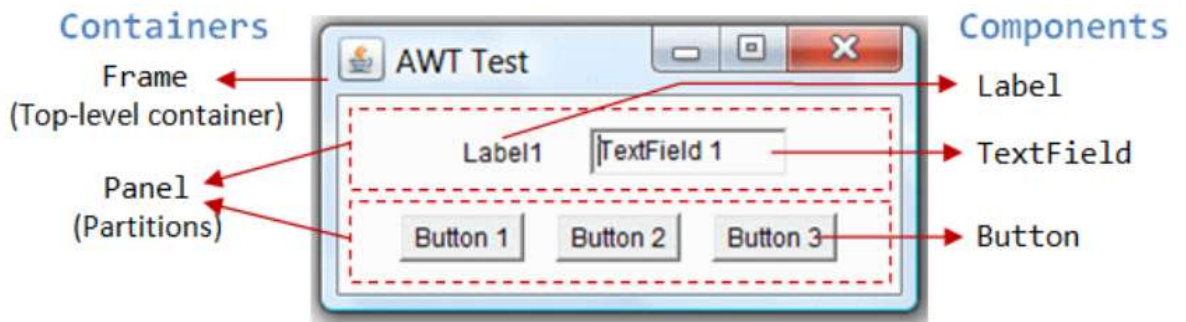 Containers
Components
AWT Test
Frame
(Top-level container)
Label
Label1
TextField 1
TextField
Panel
(Partitions)
Button 1
Button 2
Button 3
Button